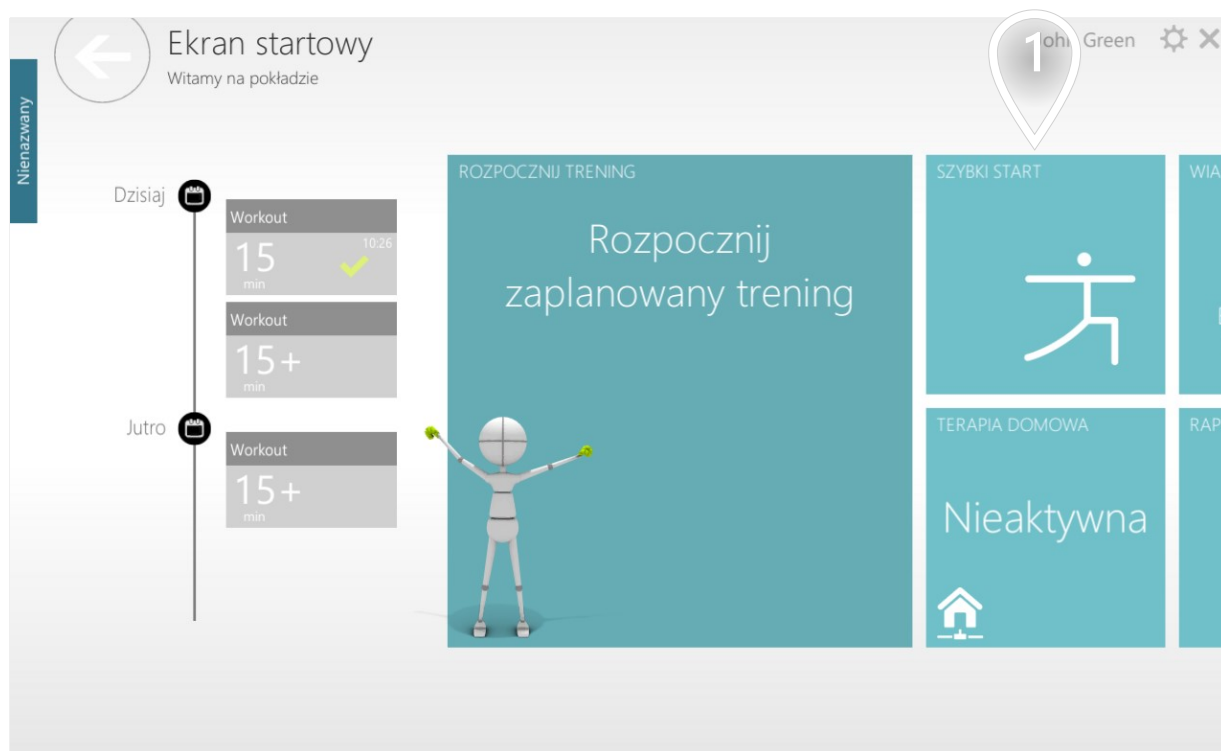 Ekran startowy
Witamy na pokładzie
John Green
1
Nienazwany
Dzisiaj
Workout
15
min
10:26
Workout
15+
min
Jutro
Workout
15+
min
ROZPOCZNIJ TRENING
Rozpocznij
zaplanowany trening
SZYBKI START
WIA
TERAPIA DOMOWA
Nieaktywna
RAP